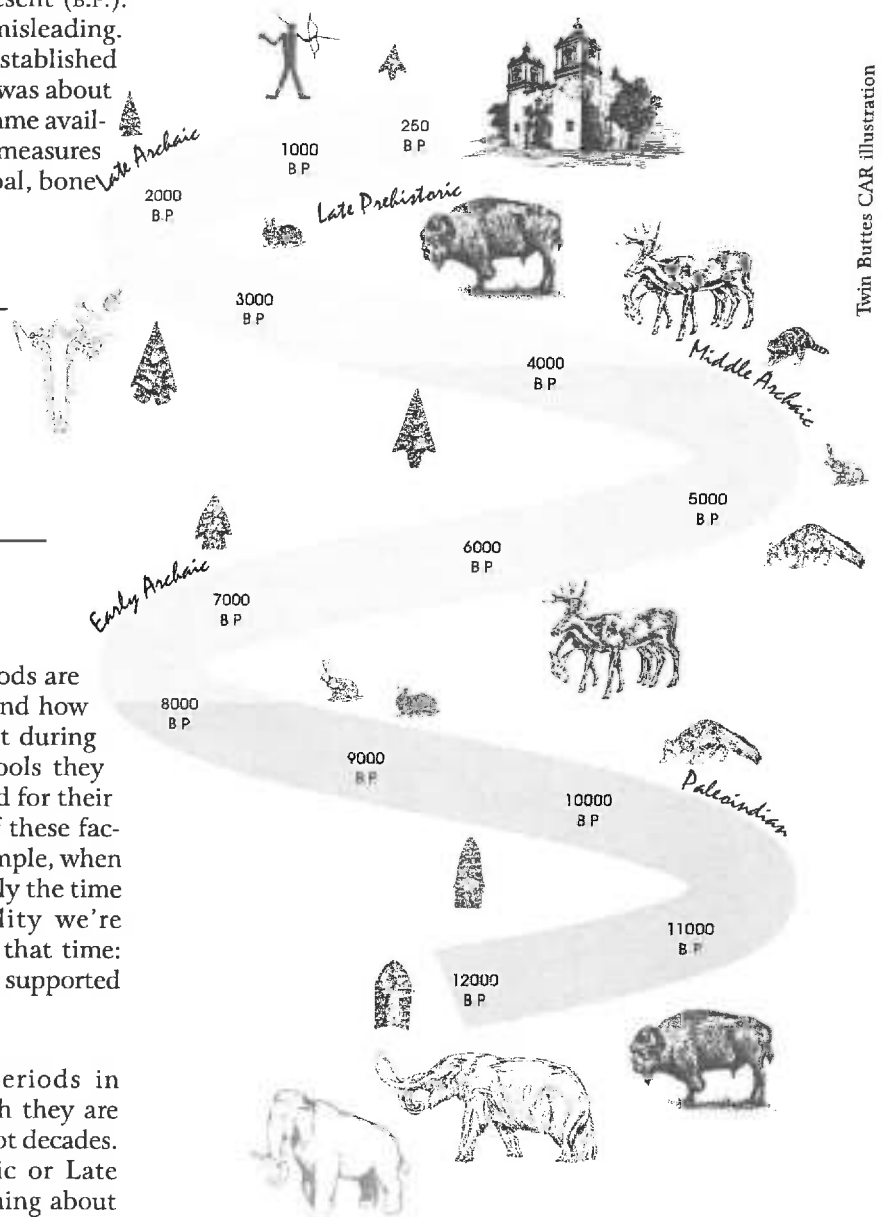 esent (B.P.).
misleading.
stablished
was about
ame avail-
measures
oal, bone
ods are
nd how
t during
ools they
d for their
f these fac-
mple, when
ly the time
lity we're
that time:
supported
eriods in
h they are
ot decades.
ic or Late
ning about
250
B P
1000
B P
Late Archaic
2000
B.P.
Late Prehistoric
3000
B P
4000
B P
Middle Archaic
5000
B P
6000
B P
Early Archaic
7000
B P
8000
B P
9000
B P
10000
B P
Paleoindian
11000
B P
12000
B P
Twin Buttes CAR illustration